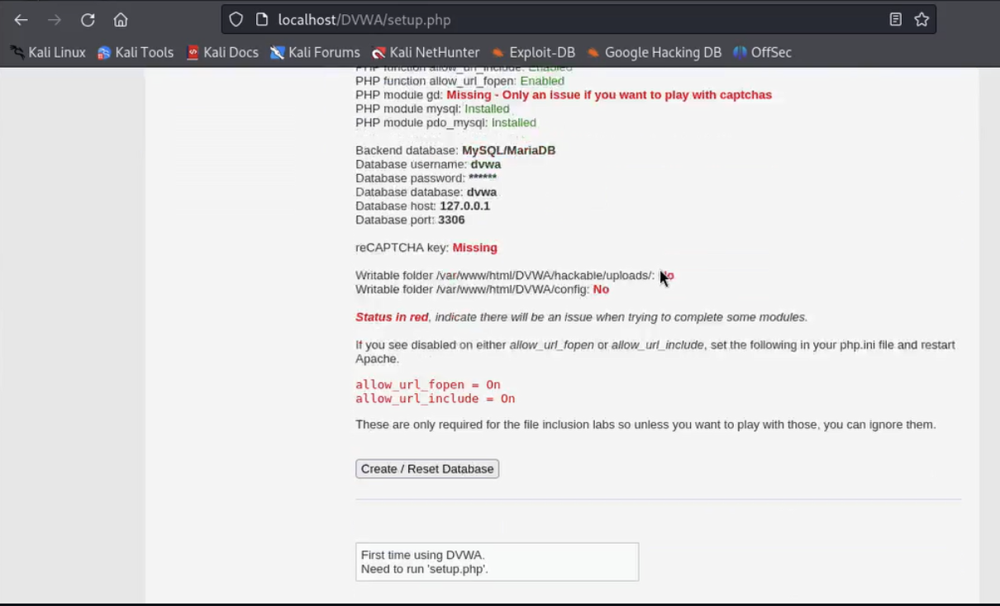 localhost/DVWA/setup.php
Kali Linux Kali Tools Kali Docs Kali Forums Kali NetHunter Exploit-DB Google Hacking DB OffSec
PHP function allow_url_include: Enabled
PHP function allow_url_fopen: Enabled
PHP module gd: Missing - Only an issue if you want to play with captchas
PHP module mysql: Installed
PHP module pdo_mysql: Installed
Backend database: MySQL/MariaDB
Database username: dvwa
Database password: ******
Database database: dvwa
Database host: 127.0.0.1
Database port: 3306
reCAPTCHA key: Missing
Writable folder /var/www/html/DVWA/hackable/uploads/: No
Writable folder /var/www/html/DVWA/config: No
Status in red, indicate there will be an issue when trying to complete some modules.
If you see disabled on either allow_url_fopen or allow_url_include, set the following in your php.ini file and restart
Apache.
allow_url_fopen = On
allow_url_include = On
These are only required for the file inclusion labs so unless you want to play with those, you can ignore them.
Create / Reset Database
First time using DVWA.
Need to run 'setup.php'.